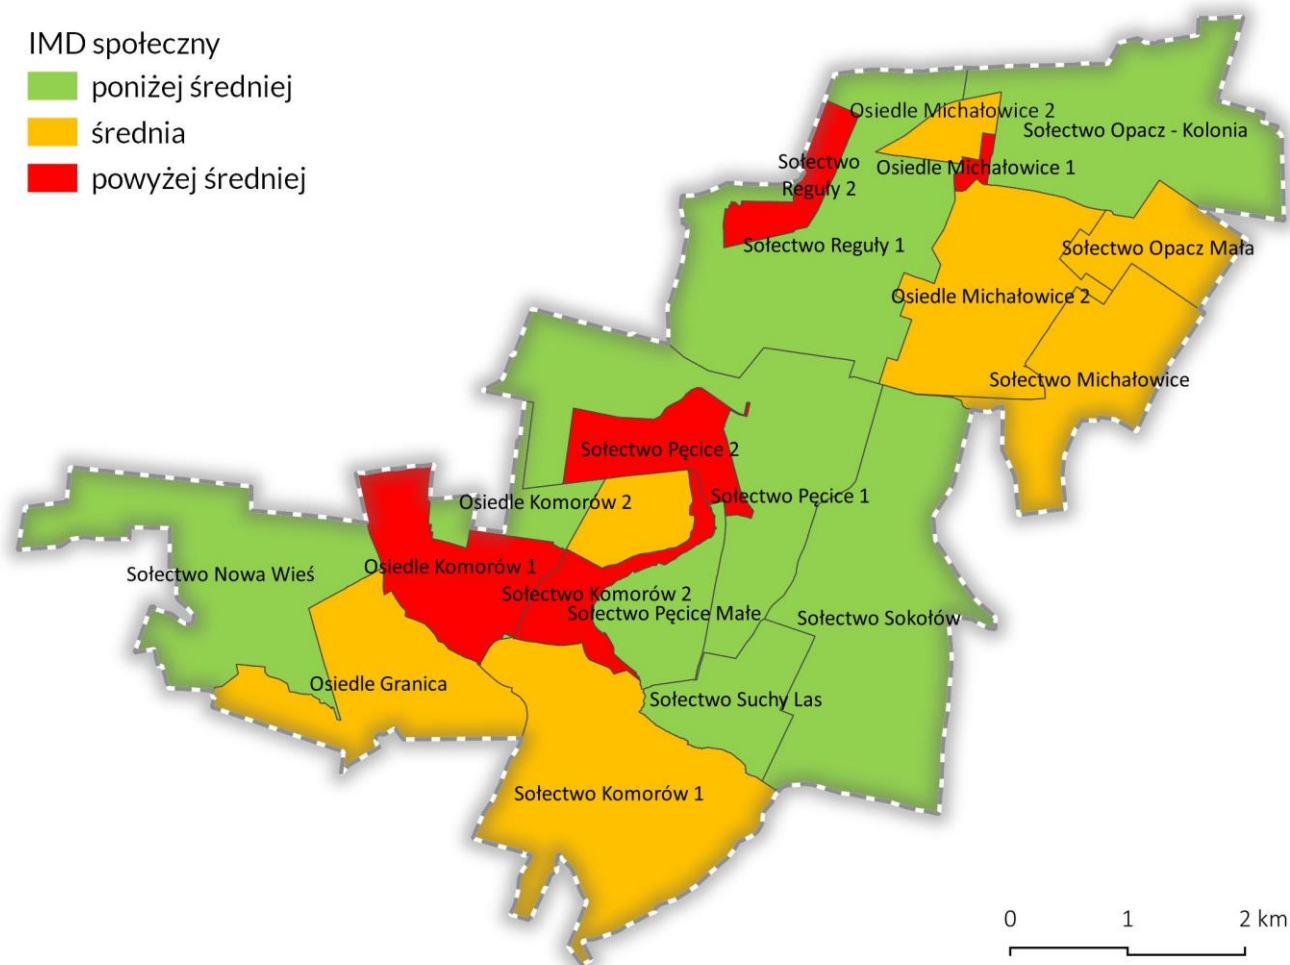 IMD społeczny
poniżej średniej
średnia
powyżej średniej
Osiedle Michałowice 2
Sołectwo Opacz - Kolonia
Sołectwo
Reguły 2
Osiedle Michałowice 1
Sołectwo Reguły 1
Sołectwo Opacz Mała
Osiedle Michałowice 2
Sołectwo Michałowice
Sołectwo Pęcice 2
Osiedle Komorów 2
Sołectwo Pęcice 1
Osiedle Komorów 1
Sołectwo Nowa Wieś
Sołectwo Komorów 2
Sołectwo Pęcice Małe
Sołectwo Sokołów
Osiedle Granica
Sołectwo Suchy Las
Sołectwo Komorów 1
0 1 2 km